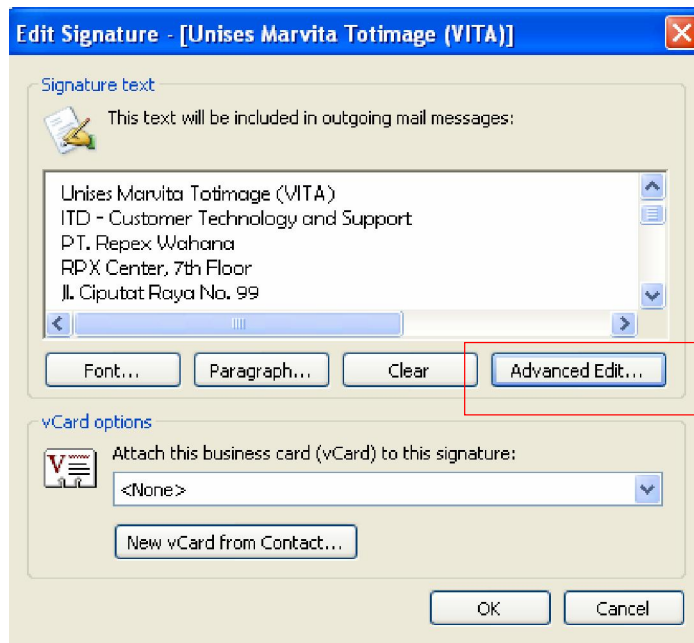 Edit Signature - [Unises Marvita Totimage (VITA)]
Signature text
This text will be included in outgoing mail messages:
Unises Marvita Totimage (VITA)
ITD - Customer Technology and Support
PT. Repex Wahana
RPX Center, 7th Floor
Jl. Ciputat Raya No. 99
Font...
Paragraph...
Clear
Advanced Edit...
vCard options
Attach this business card (vCard) to this signature:
<None>
New vCard from Contact...
OK
Cancel